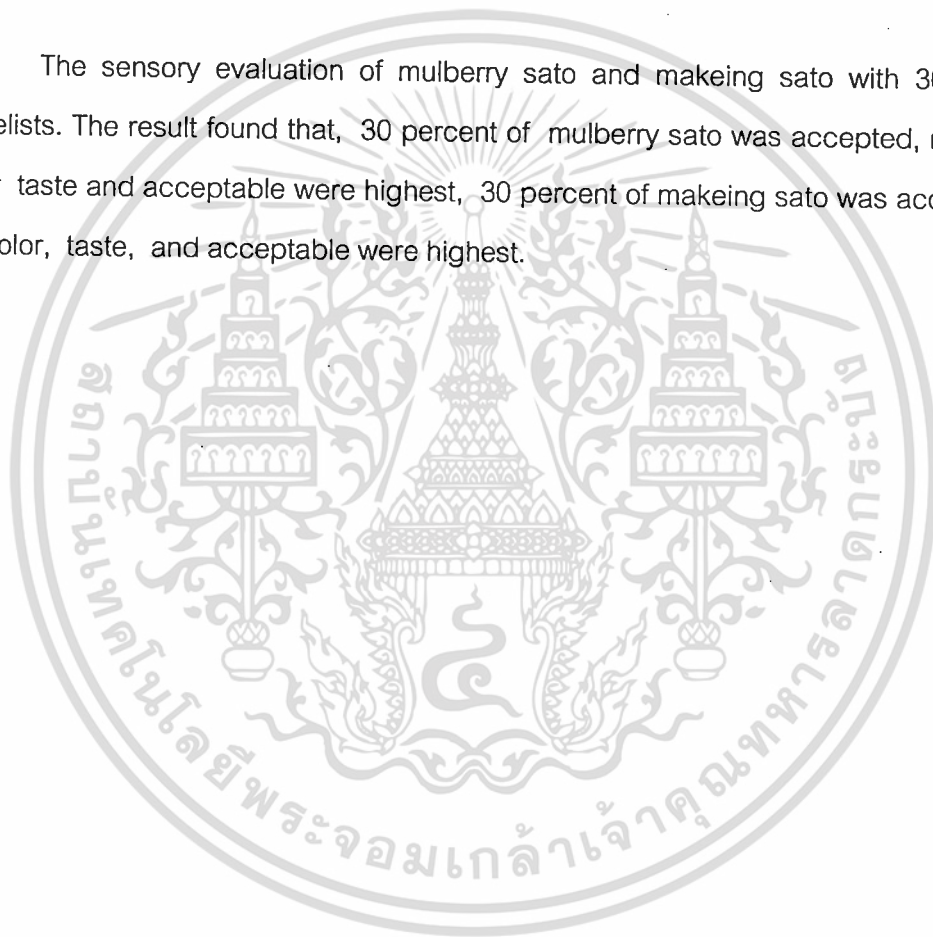 The sensory evaluation of mulberry sato and makeing sato with 30
elists. The result found that, 30 percent of mulberry sato was accepted,
taste and acceptable were highest, 30 percent of makeing sato was
olor, taste, and acceptable were highest.
สถาบันเทคโนโลยีพระจอมเกล้าเจ้าคุณทหารลาดกระบัง